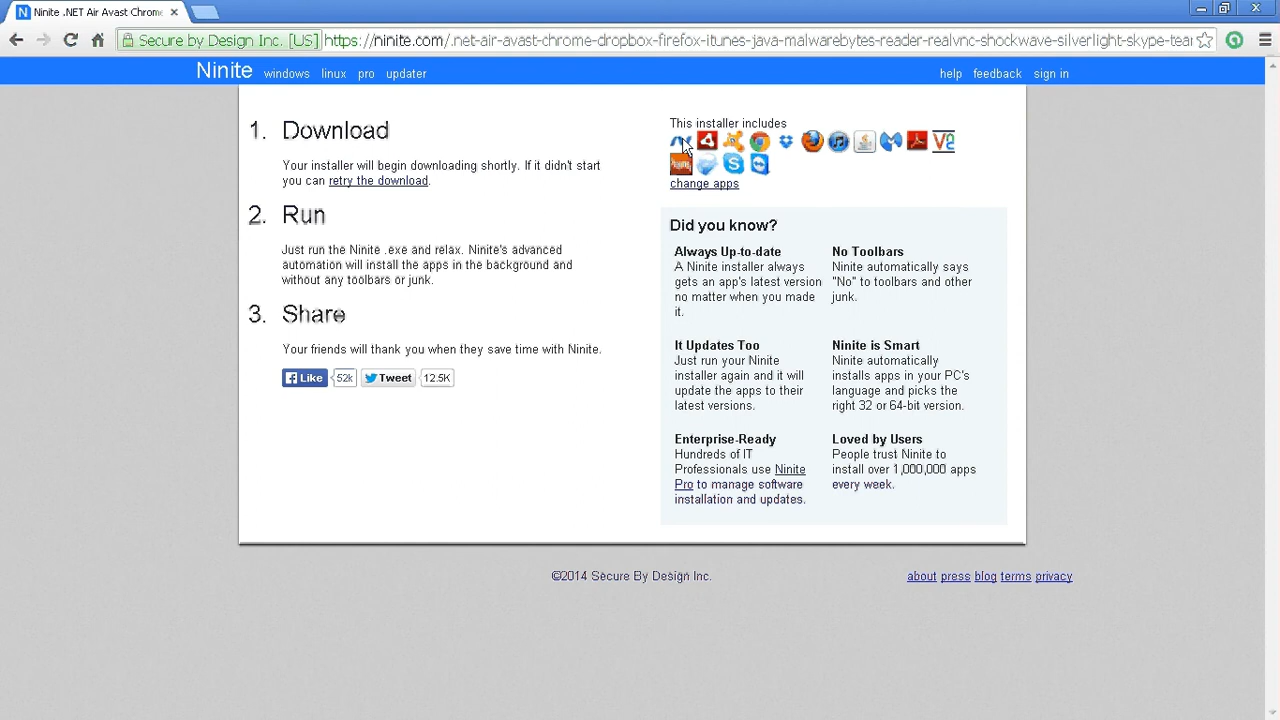 Ninite .NET Air Avast Chrom
Secure by Design Inc. [US] https://ninite.com/.net-air-avast-chrome-dropbox-firefox-itunes-java-malwarebytes-reader-realvnc-shockwave-silverlight-skype-tear
Ninite windows linux pro updater help feedback sign in
1. Download
Your installer will begin downloading shortly. If it didn't start
you can retry the download.
2. Run
Just run the Ninite .exe and relax. Ninite's advanced
automation will install the apps in the background and
without any toolbars or junk.
3. Share
Your friends will thank you when they save time with Ninite.
Like 52k Tweet 12.5K
This installer includes
change apps
Did you know?
Always Up-to-date
A Ninite installer always
gets an app's latest version
no matter when you made
it.
No Toolbars
Ninite automatically says
"No" to toolbars and other
junk.
It Updates Too
Just run your Ninite
installer again and it will
update the apps to their
latest versions.
Ninite is Smart
Ninite automatically
installs apps in your PC's
language and picks the
right 32 or 64-bit version.
Enterprise-Ready
Hundreds of IT
Professionals use Ninite
Pro to manage software
installation and updates.
Loved by Users
People trust Ninite to
install over 1,000,000 apps
every week.
©2014 Secure By Design Inc.
about press blog terms privacy